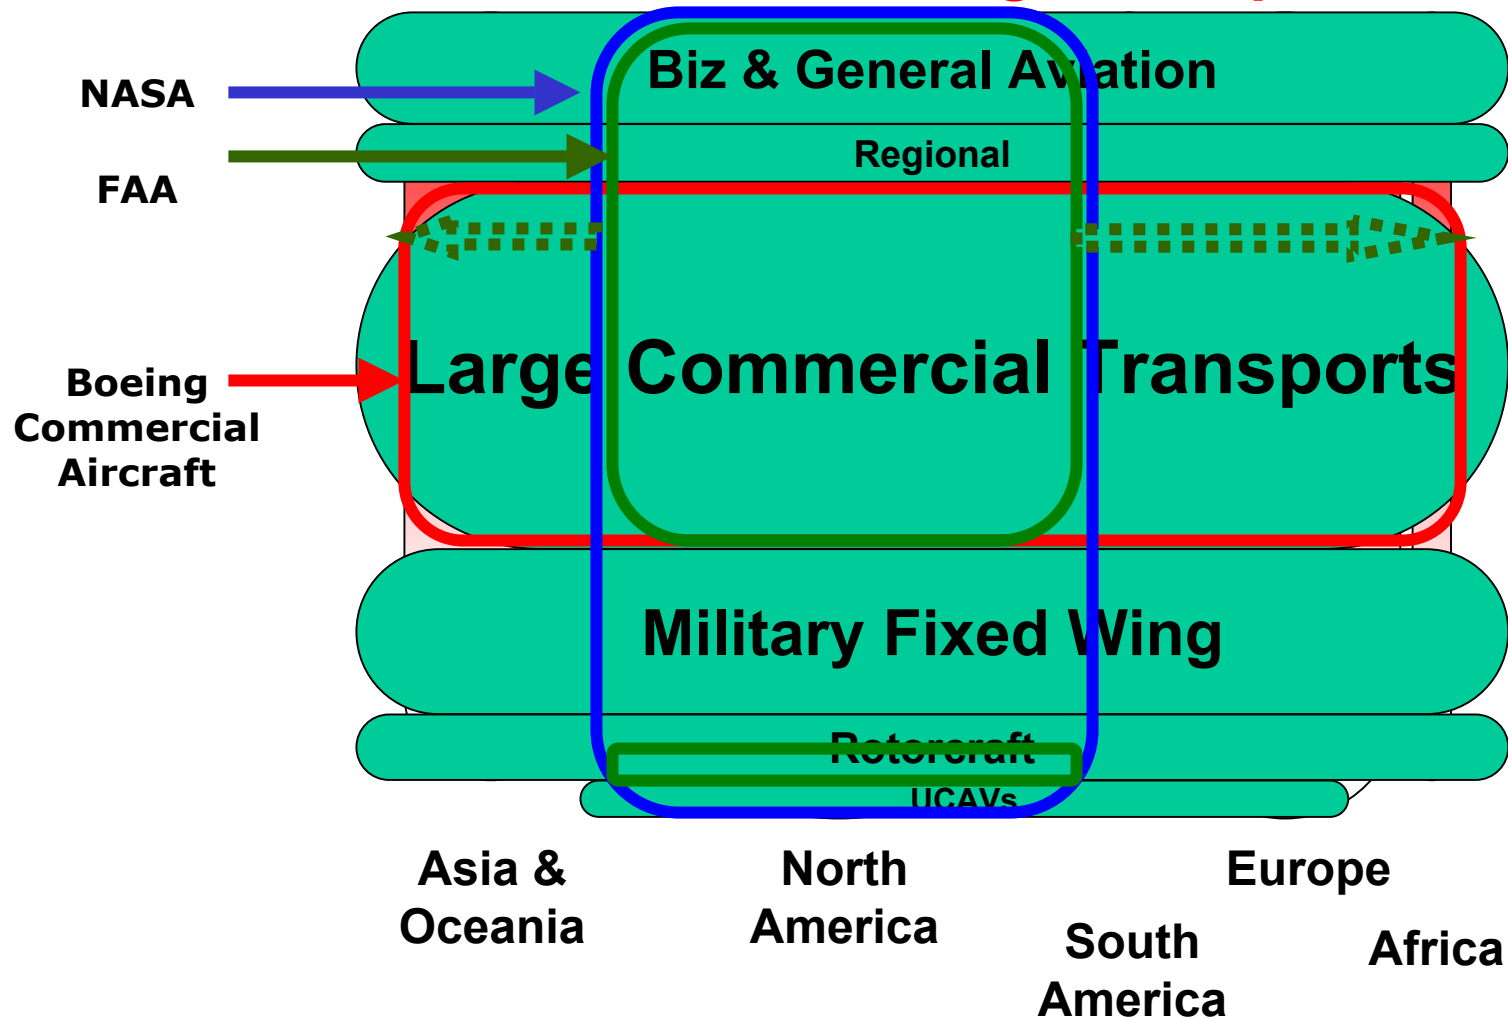 Biz & General Aviation
NASA
Regional
FAA
Large Commercial Transports
Boeing
Commercial
Aircraft
Military Fixed Wing
Rotorcraft
UCAVs
Asia &
Oceania
North
America
Europe
South
America
Africa